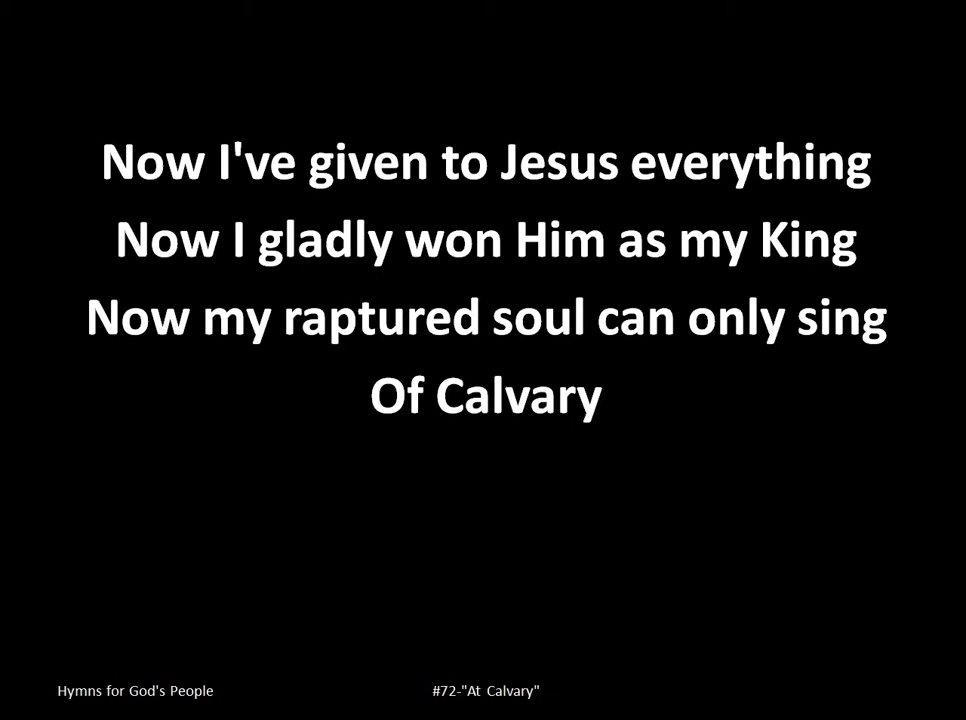 Now I've given to Jesus everything
Now I gladly won Him as my King
Now my raptured soul can only sing
Of Calvary
Hymns for God's People
#72-"At Calvary"